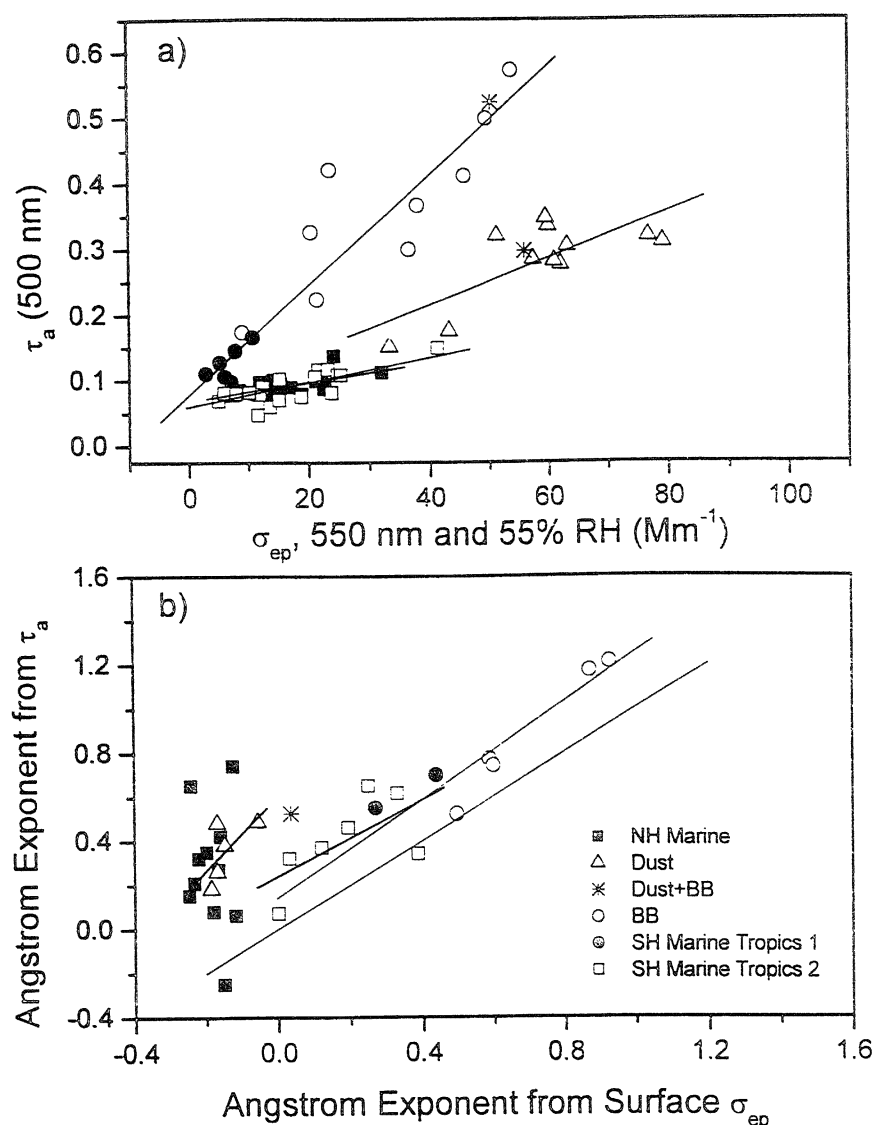 a)
0.6
0.5
0.4
0.3
0.2
0.1
0.0
τa (500 nm)
0 20 40 60 80 100
σep, 550 nm and 55% RH (Mm-1)
b)
1.6
1.2
0.8
0.4
0.0
-0.4
Angstrom Exponent from τa
NH Marine
Dust
Dust+BB
BB
SH Marine Tropics 1
SH Marine Tropics 2
-0.4 0.0 0.4 0.8 1.2 1.6
Angstrom Exponent from Surface σep